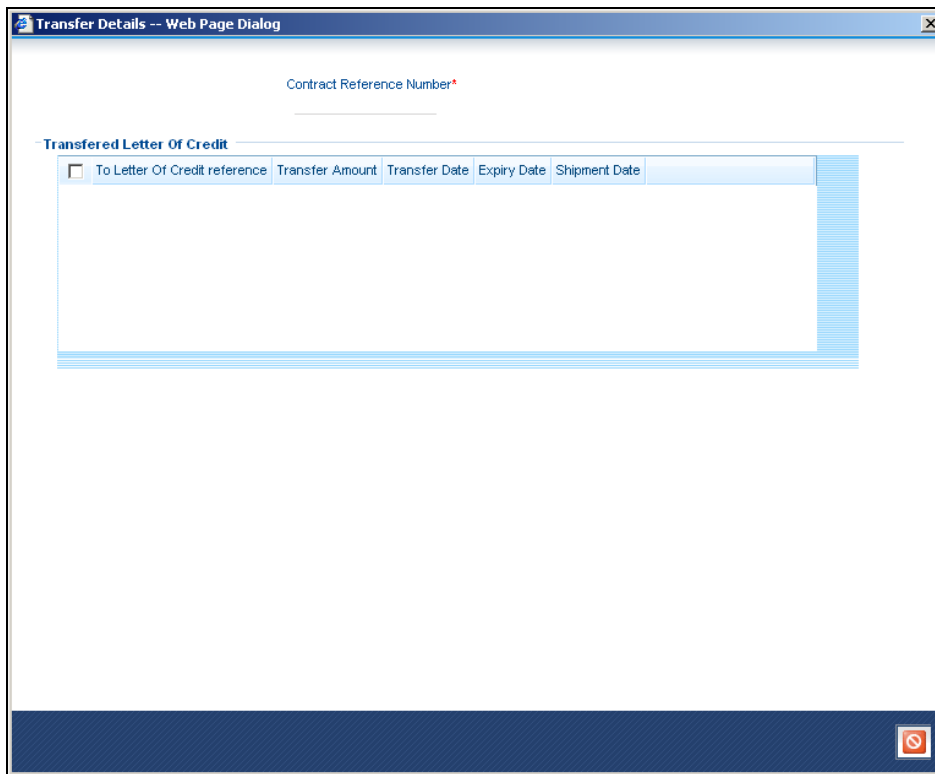 Transfer Details -- Web Page Dialog
Contract Reference Number*
Transfered Letter Of Credit
To Letter Of Credit reference Transfer Amount Transfer Date Expiry Date Shipment Date